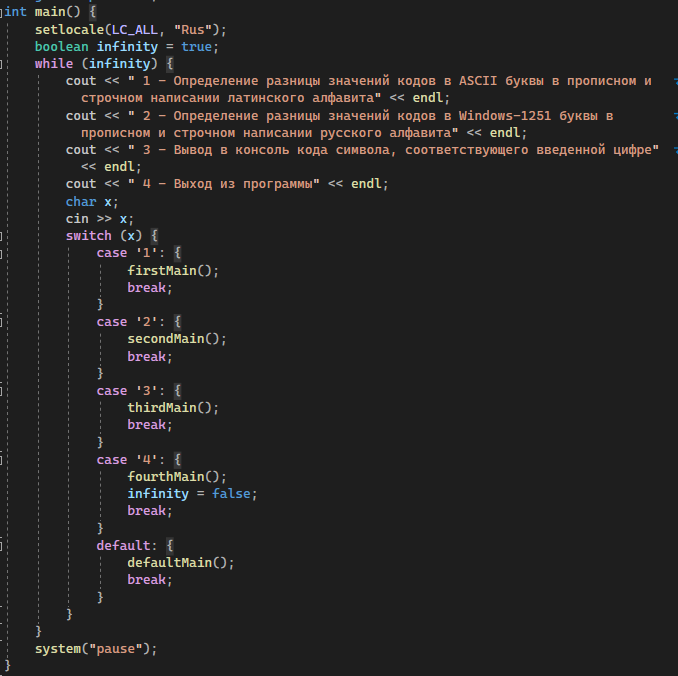 int main() {
setlocale(LC_ALL, "Rus");
boolean infinity = true;
while (infinity) {
cout << " 1 - Определение разницы значений кодов в ASCII буквы в прописном и
строчном написании латинского алфавита" << endl;
cout << " 2 - Определение разницы значений кодов в Windows-1251 буквы в
прописном и строчном написании русского алфавита" << endl;
cout << " 3 - Вывод в консоль кода символа, соответствующего введенной цифре"
<< endl;
cout << " 4 - Выход из программы" << endl;
char x;
cin >> x;
switch (x) {
case '1': {
firstMain();
break;
}
case '2': {
secondMain();
break;
}
case '3': {
thirdMain();
break;
}
case '4': {
fourthMain();
infinity = false;
break;
}
default: {
defaultMain();
break;
}
}
}
system("pause");
}